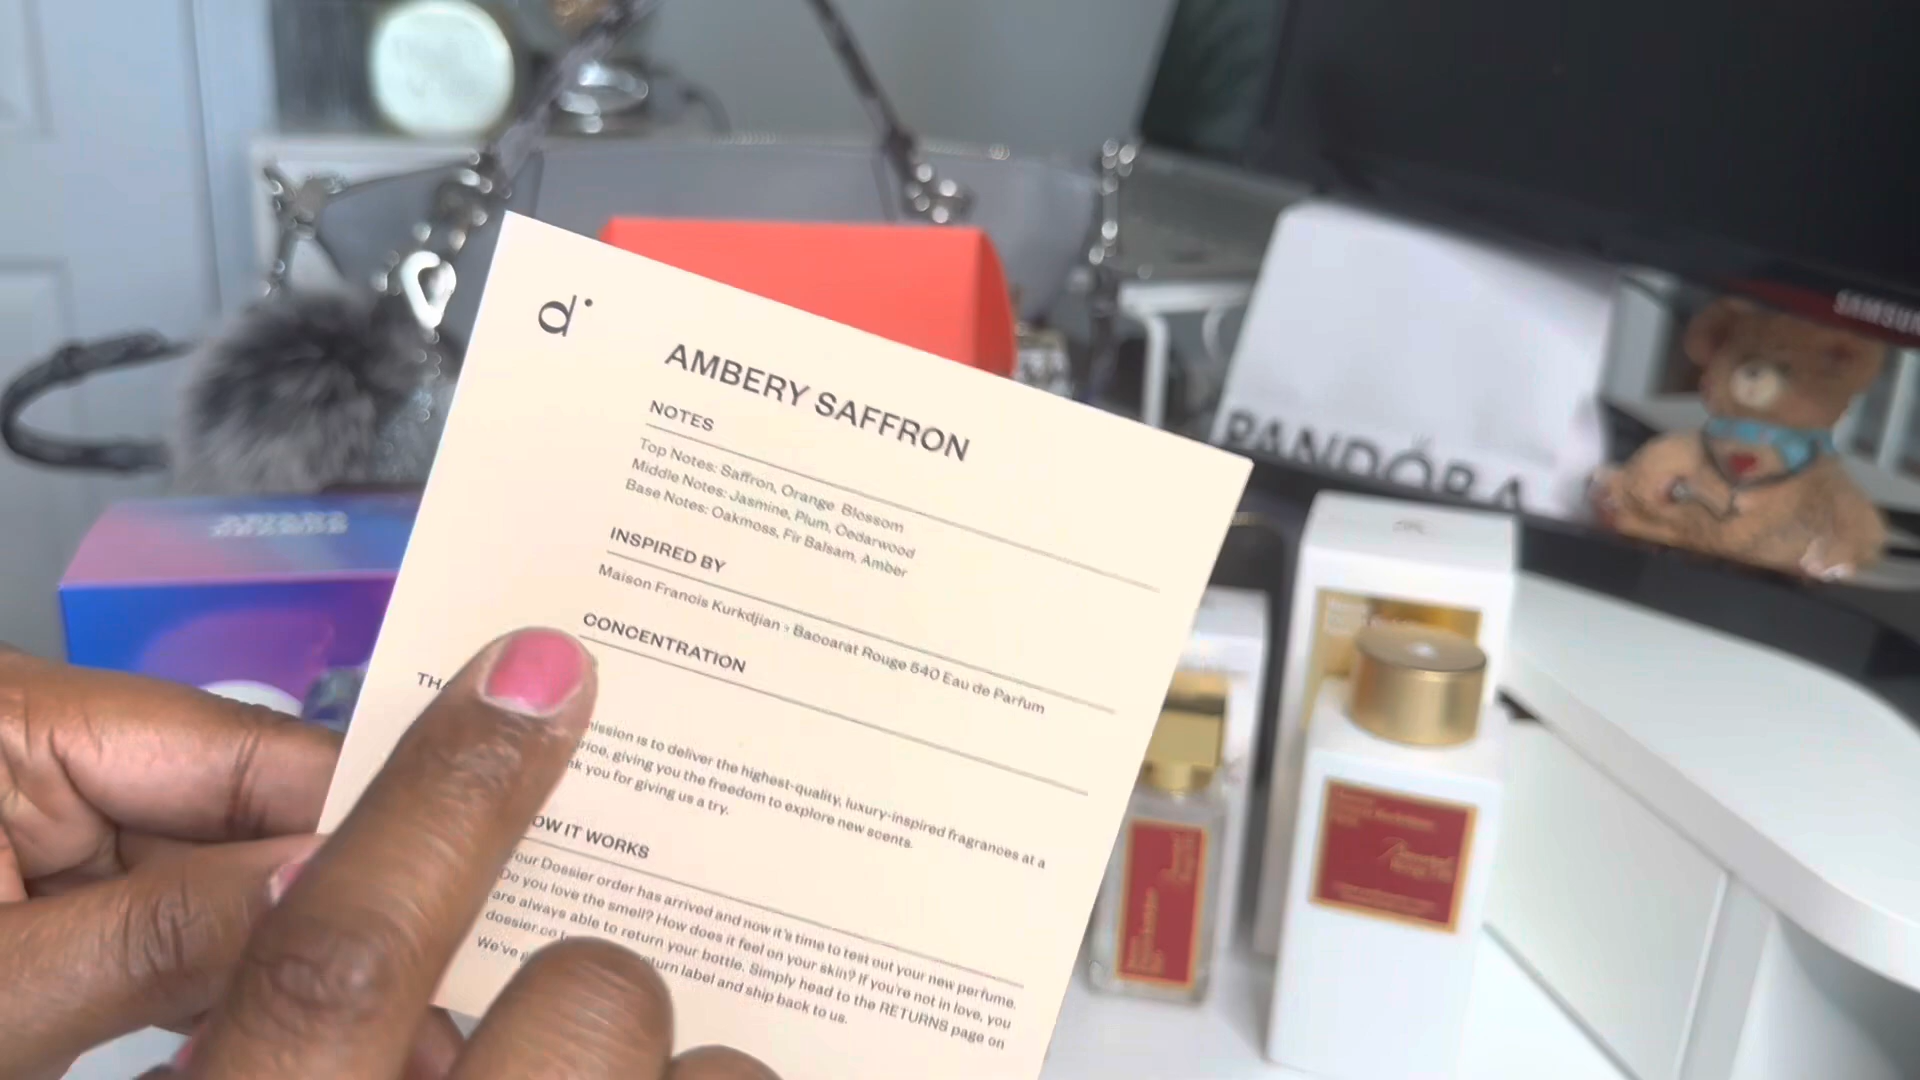 d'
AMBERY SAFFRON
NOTES
Top Notes: Saffron, Orange Blossom
Middle Notes: Jasmine, Plum, Cedarwood
Base Notes: Oakmoss, Fir Balsam, Amber
INSPIRED BY
Maison Francis Kurkdjian - Baccarat Rouge 540 Eau de Parfum
CONCENTRATION
mission is to deliver the highest-quality, luxury-inspired fragrances at a
price, giving you the freedom to explore new scents.
you for giving us a try.
OW IT WORKS
Your Dossier order has arrived and now it's time to test out your new perfume.
Do you love the smell? How does it feel on your skin? If you're not in love, you
are always able to return your bottle. Simply head to the RETURNS page on
dossier.co
We've return label and ship back to us.
PANDORA
SAMSUNG